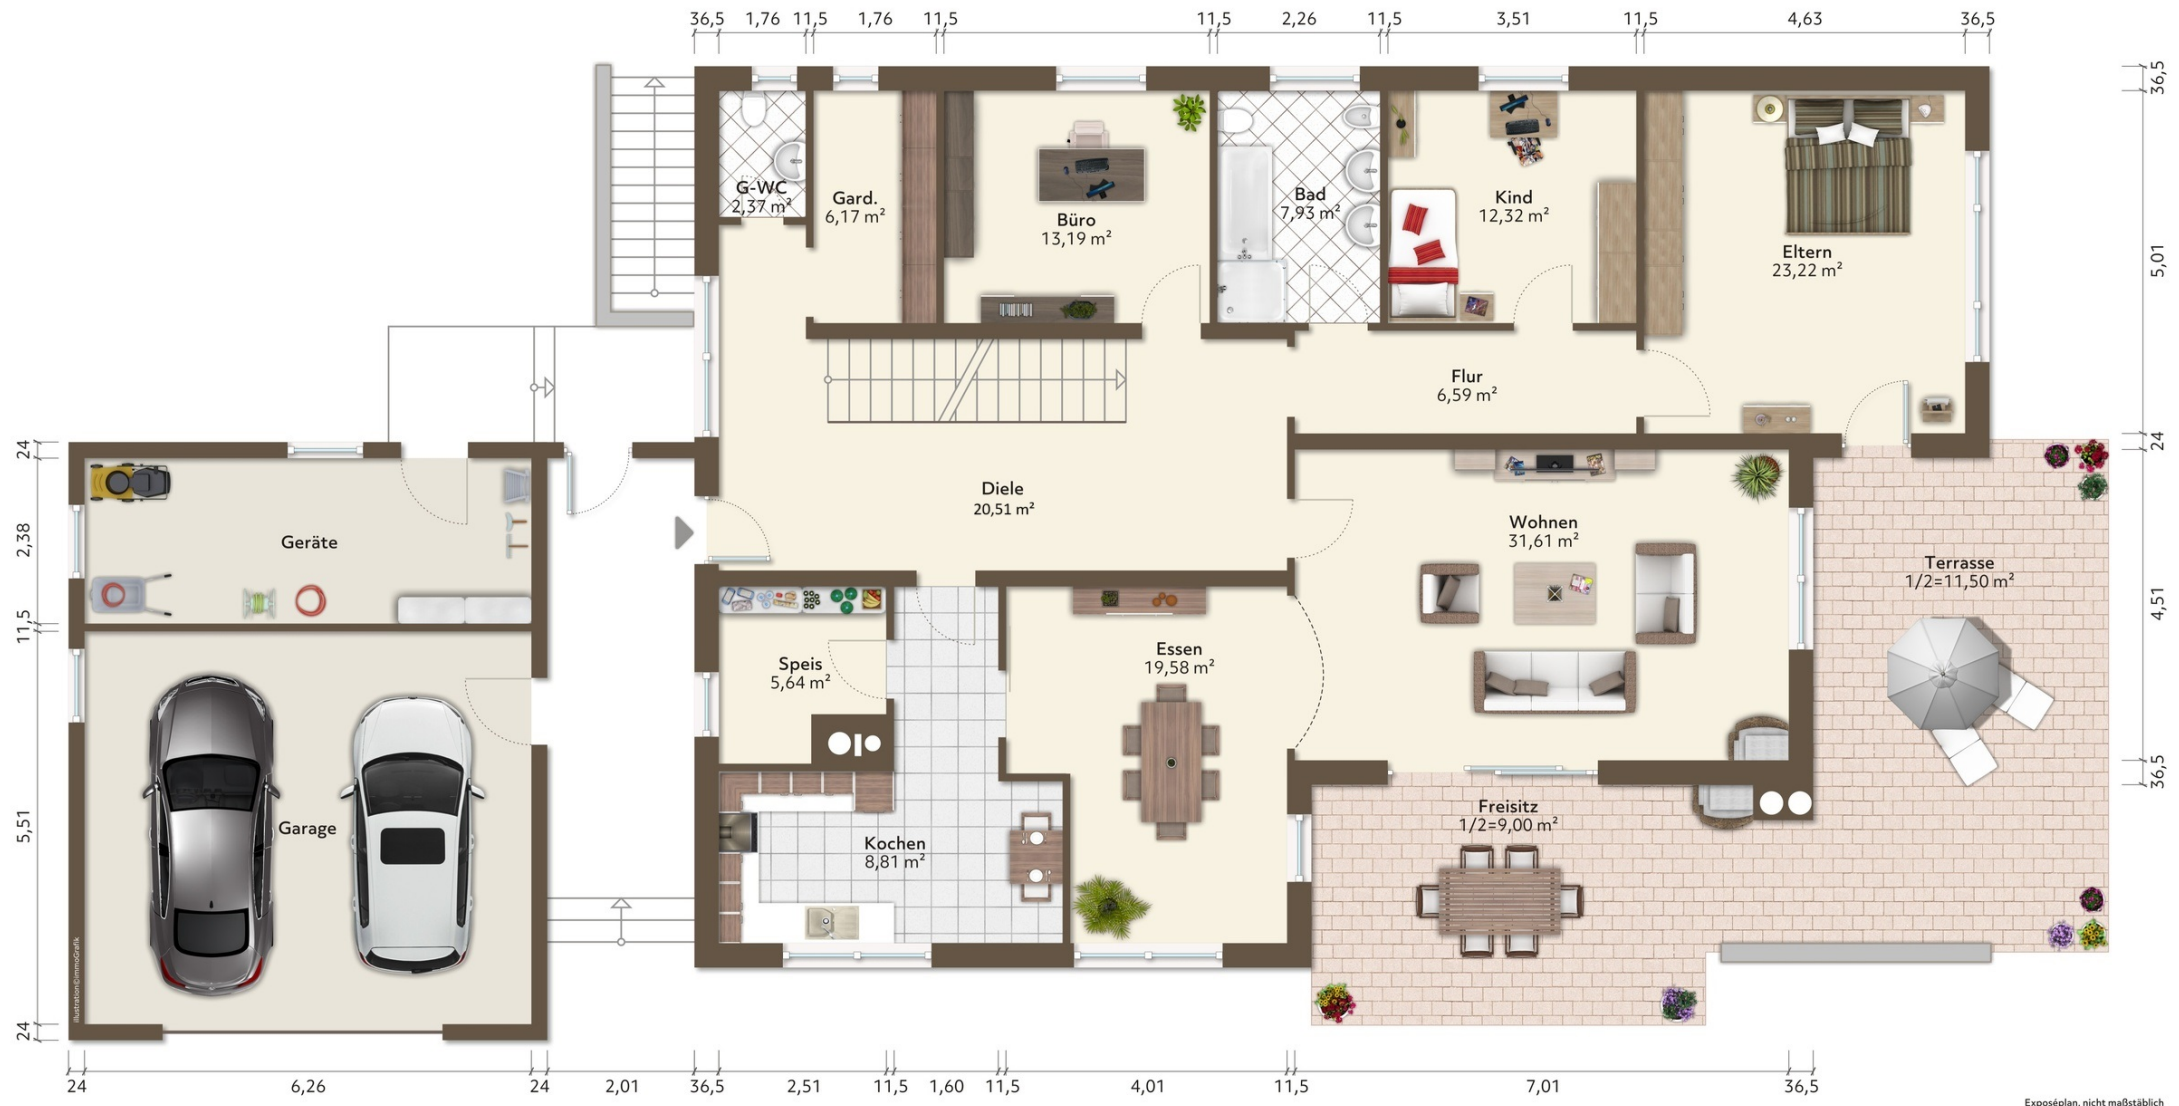 36,5 1,76 11,5 1,76 11,5 11,5 2,26 11,5 3,51 11,5 4,63 36,5
36,5
5,01
24
4,51
36,5
G-WC
2,37 m²
Gard.
6,17 m²
Büro
13,19 m²
Bad
7,93 m²
Kind
12,32 m²
Eltern
23,22 m²
Flur
6,59 m²
Diele
20,51 m²
Wohnen
31,61 m²
Terrasse
1/2=11,50 m²
24
2,38
11,5
5,51
24
Geräte
Speis
5,64 m²
Essen
19,58 m²
Garage
Kochen
8,81 m²
Freisitz
1/2=9,00 m²
illustration©immoGrafik
24 6,26 24 2,01 36,5 2,51 11,5 1,60 11,5 4,01 11,5 7,01 36,5
Exposéplan, nicht maßstäblich